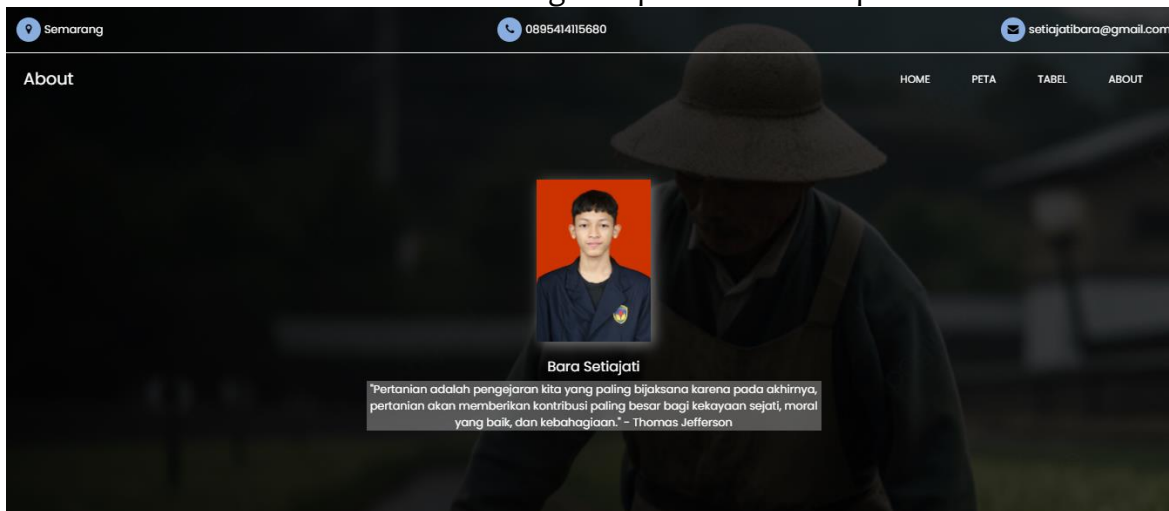 Semarang
0895414115680
setiajatibara@gmail.com
About
HOME
PETA
TABEL
ABOUT
Bara Setiajati
"Pertanian adalah pengejaran kita yang paling bijaksana karena pada akhirnya,
pertanian akan memberikan kontribusi paling besar bagi kekayaan sejati, moral
yang baik, dan kebahagiaan." - Thomas Jefferson